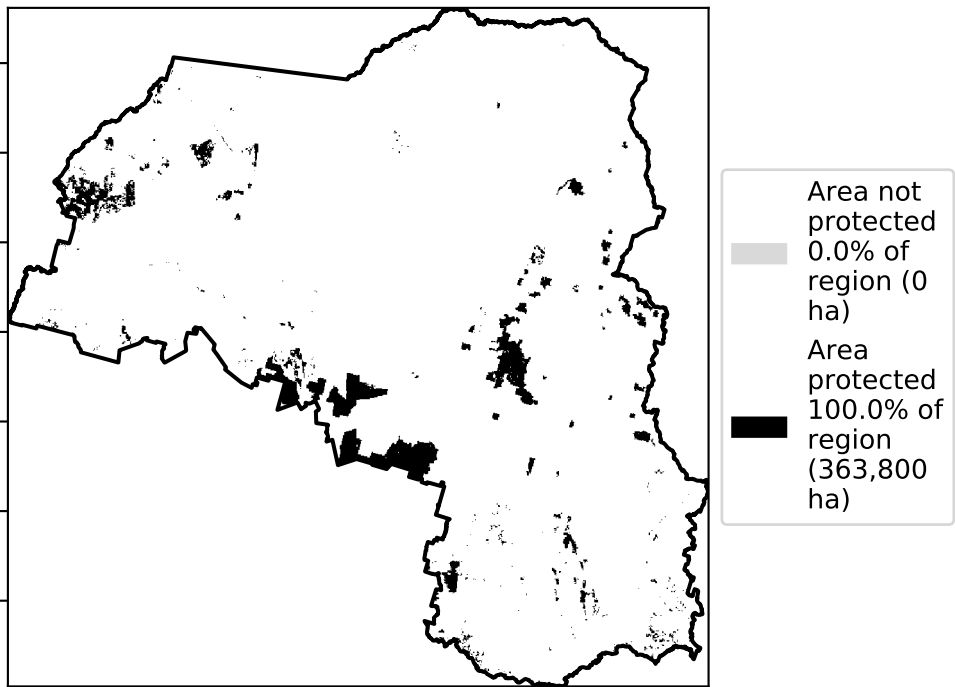 Area not
protected
0.0% of
region (0
ha)
Area
protected
100.0% of
region
(363,800
ha)